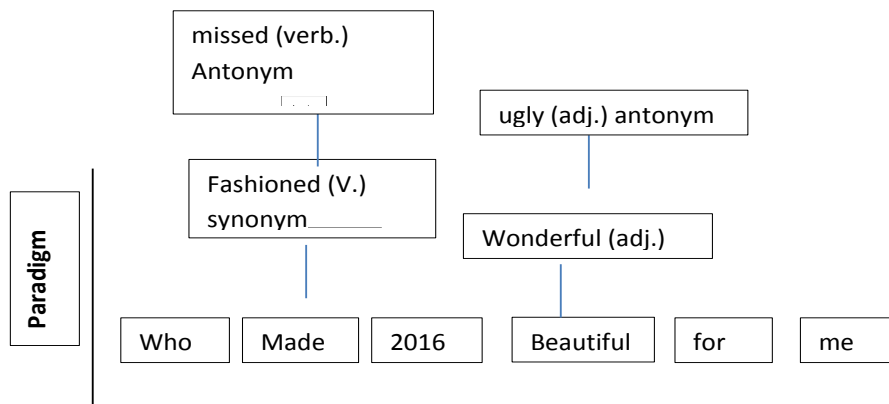 missed (verb.)
Antonym
ugly (adj.) antonym
Fashioned (V.)
synonym
Wonderful (adj.)
Paradigm
Who Made 2016 Beautiful for me